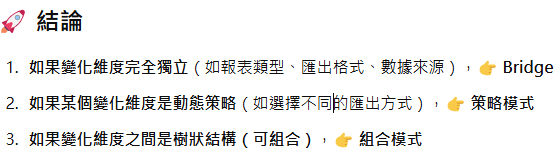 🚀 結論
1. 如果變化維度完全獨立（如報表類型、匯出格式、數據來源），👉 Bridge
2. 如果某個變化維度是動態策略（如選擇不同的匯出方式），👉 策略模式
3. 如果變化維度之間是樹狀結構（可組合），👉 組合模式